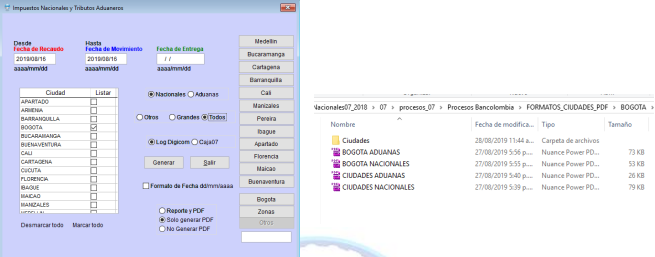 Impuestos Nacionales y Tributos Aduaneros
Desde
Fecha de Recaudo
2019/08/16
aaaa/mm/dd
Hasta
Fecha de Movimiento
2019/08/16
aaaa/mm/dd
Fecha de Entrega
/ /
aaaa/mm/dd
Ciudad Listar
APARTADO
ARMENIA
BARRANQUILLA
BOGOTA
BUCARAMANGA
BUENAVENTURA
CALI
CARTAGENA
CUCUTA
FLORENCIA
IBAGUE
MAICAO
MANIZALES
Desmarcar todo Marcar todo
Nacionales Aduanas
Otros Grandes Todos
Log Digicom Caja07
Generar Salir
Formato de Fecha dd/mm/aaaa
Reporte y PDF
Solo generar PDF
No Generar PDF
Medellin
Bucaramanga
Cartagena
Barranquilla
Cali
Manizales
Pereira
Ibague
Apartado
Florencia
Maicao
Buenaventura
Bogota
Zonas
Otros
Nacionales07_2018 > 07 > procesos_07 > Procesos Bancolombia > FORMATOS_CIUDADES_PDF > BOGOTA >
Nombre Fecha de modifica... Tipo Tamaño
Ciudades 28/08/2019 11:44 a... Carpeta de archivos
BOGOTA ADUANAS 27/08/2019 5:56 p... Nuance Power PD... 73 KB
BOGOTA NACIONALES 27/08/2019 5:55 p... Nuance Power PD... 53 KB
CIUDADES ADUANAS 27/08/2019 5:40 p... Nuance Power PD... 26 KB
CIUDADES NACIONALES 27/08/2019 5:39 p... Nuance Power PD... 79 KB